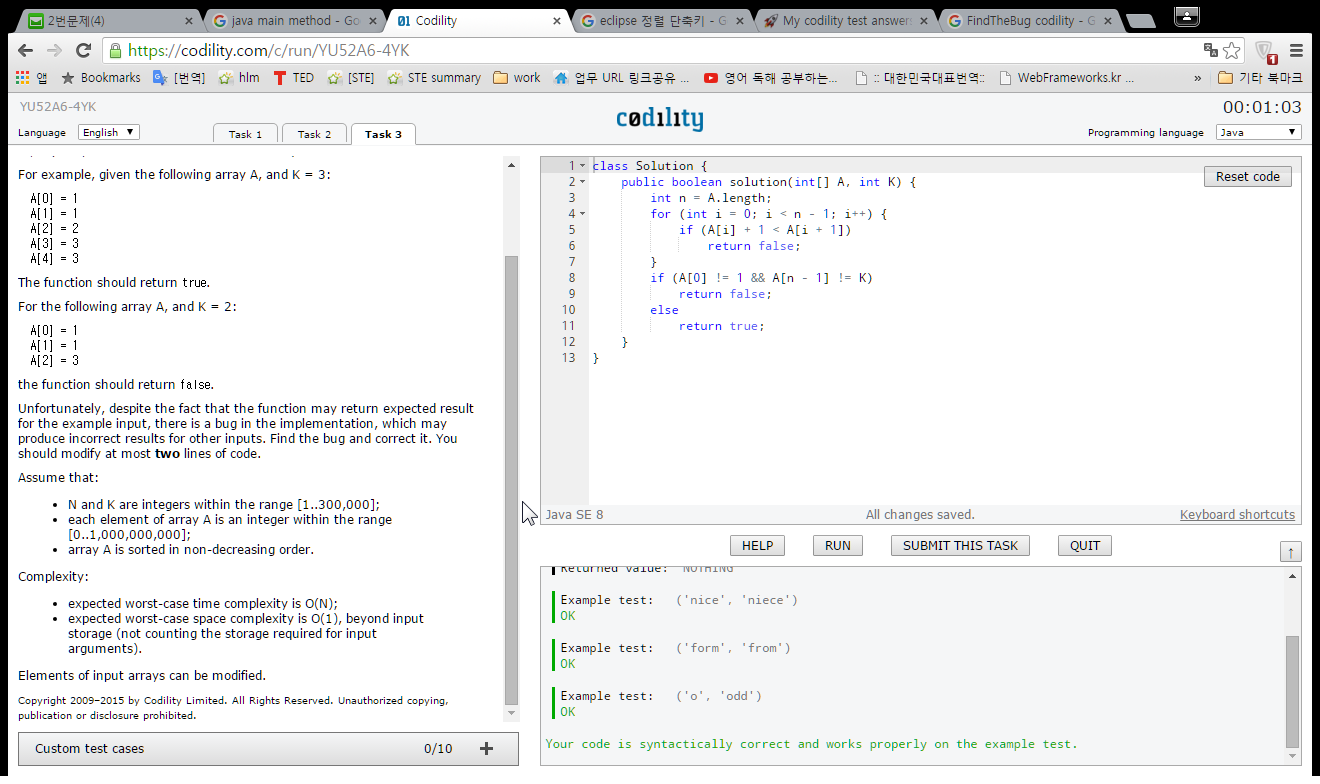 2번문제(4)
java main method - Go
Codility
eclipse 정렬 단축키 - G
My codility test answers
FindTheBug codility - G
https://codility.com/c/run/YU52A6-4YK
앱
Bookmarks
[번역]
hlm
TED
[STE]
STE summary
work
업무 URL 링크공유 ...
영어 독해 공부하는...
:: 대한민국대표번역::
WebFrameworks.kr ...
»
기타 북마크
YU52A6-4YK
00:01:03
codility
Language
English
Task 1
Task 2
Task 3
Programming language
Java
For example, given the following array A, and K = 3:
A[0] = 1
A[1] = 1
A[2] = 2
A[3] = 3
A[4] = 3
The function should return true.
For the following array A, and K = 2:
A[0] = 1
A[1] = 1
A[2] = 3
the function should return false.
Unfortunately, despite the fact that the function may return expected result
for the example input, there is a bug in the implementation, which may
produce incorrect results for other inputs. Find the bug and correct it. You
should modify at most two lines of code.
Assume that:
• N and K are integers within the range [1..300,000];
• each element of array A is an integer within the range
[0..1,000,000,000];
• array A is sorted in non-decreasing order.
Complexity:
• expected worst-case time complexity is O(N);
• expected worst-case space complexity is O(1), beyond input
storage (not counting the storage required for input
arguments).
Elements of input arrays can be modified.
Copyright 2009–2015 by Codility Limited. All Rights Reserved. Unauthorized copying,
publication or disclosure prohibited.
Custom test cases
0/10
+
1 class Solution {
2 public boolean solution(int[] A, int K) {
3 int n = A.length;
4 for (int i = 0; i < n - 1; i++) {
5 if (A[i] + 1 < A[i + 1])
6 return false;
7 }
8 if (A[0] != 1 && A[n - 1] != K)
9 return false;
10 else
11 return true;
12 }
13 }
Reset code
Java SE 8
All changes saved.
Keyboard shortcuts
HELP
RUN
SUBMIT THIS TASK
QUIT
↑
Returned value: NOTHING
Example test: ('nice', 'niece')
OK
Example test: ('form', 'from')
OK
Example test: ('o', 'odd')
OK
Your code is syntactically correct and works properly on the example test.